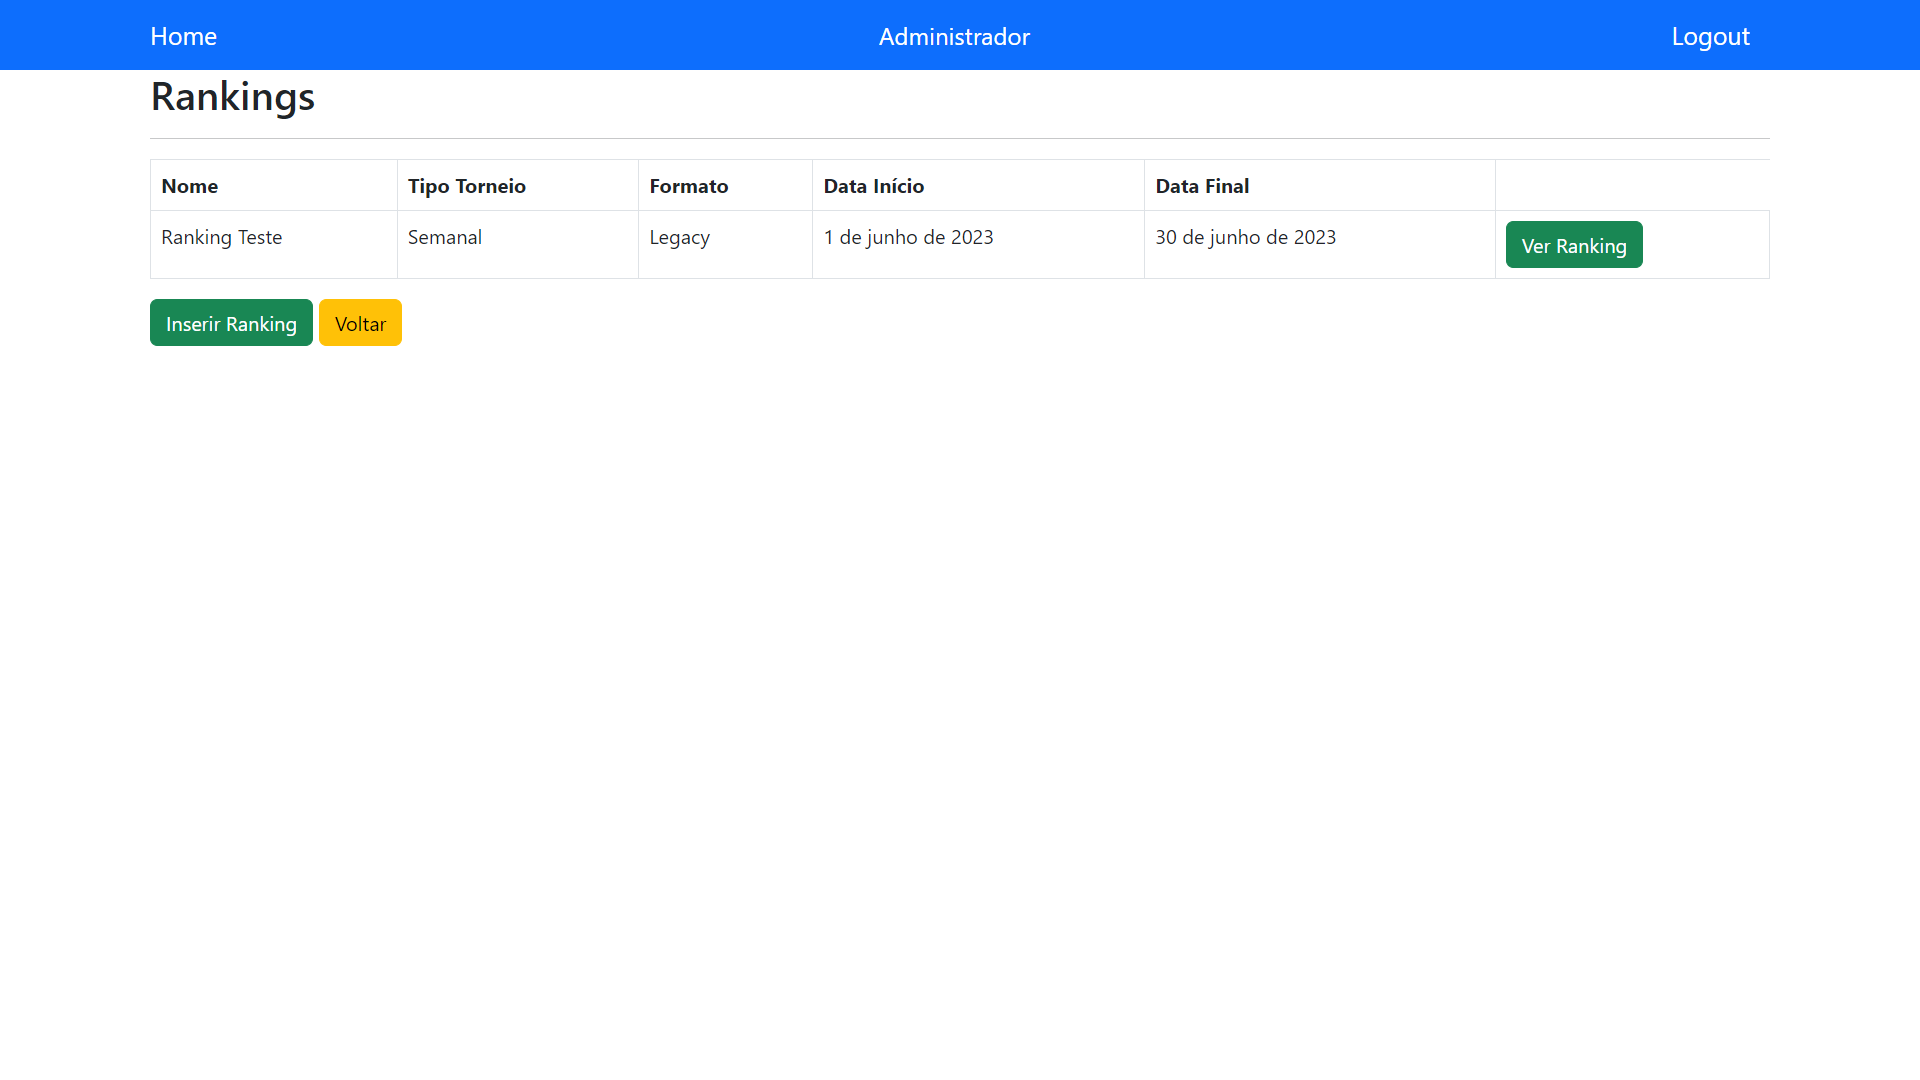 Home Administrador Logout
Rankings
Nome Tipo Torneio Formato Data Início Data Final
Ranking Teste Semanal Legacy 1 de junho de 2023 30 de junho de 2023 Ver Ranking
Inserir Ranking Voltar